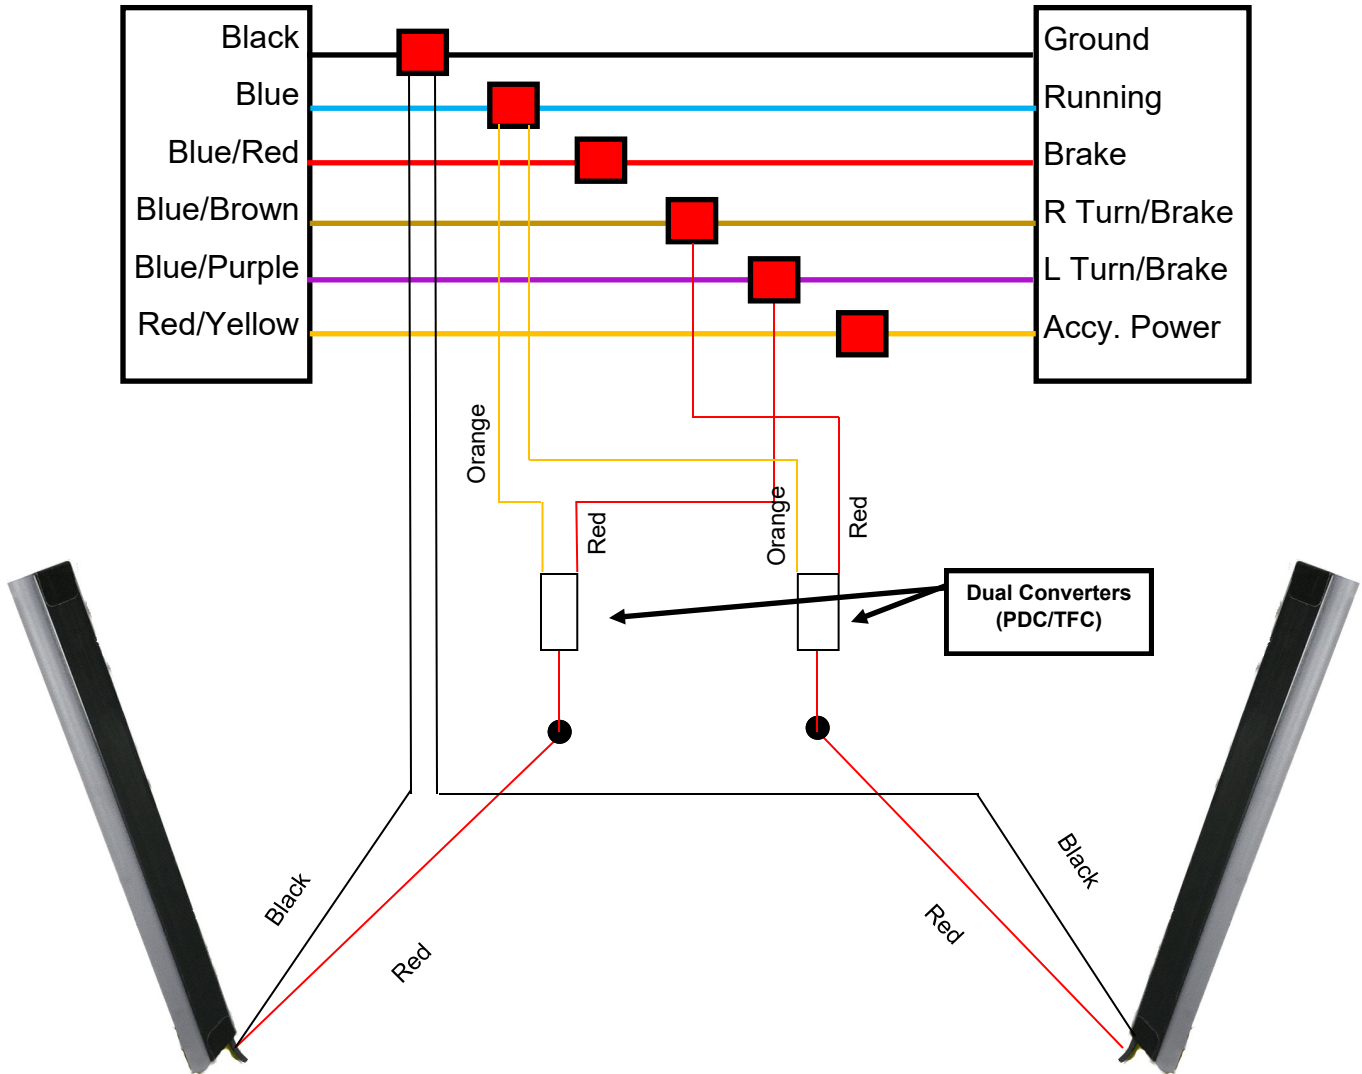 Black
Blue
Blue/Red
Blue/Brown
Blue/Purple
Red/Yellow
Ground
Running
Brake
R Turn/Brake
L Turn/Brake
Accy. Power
Orange
Red
Orange
Red
Dual Converters
(PDC/TFC)
Black
Red
Red
Black